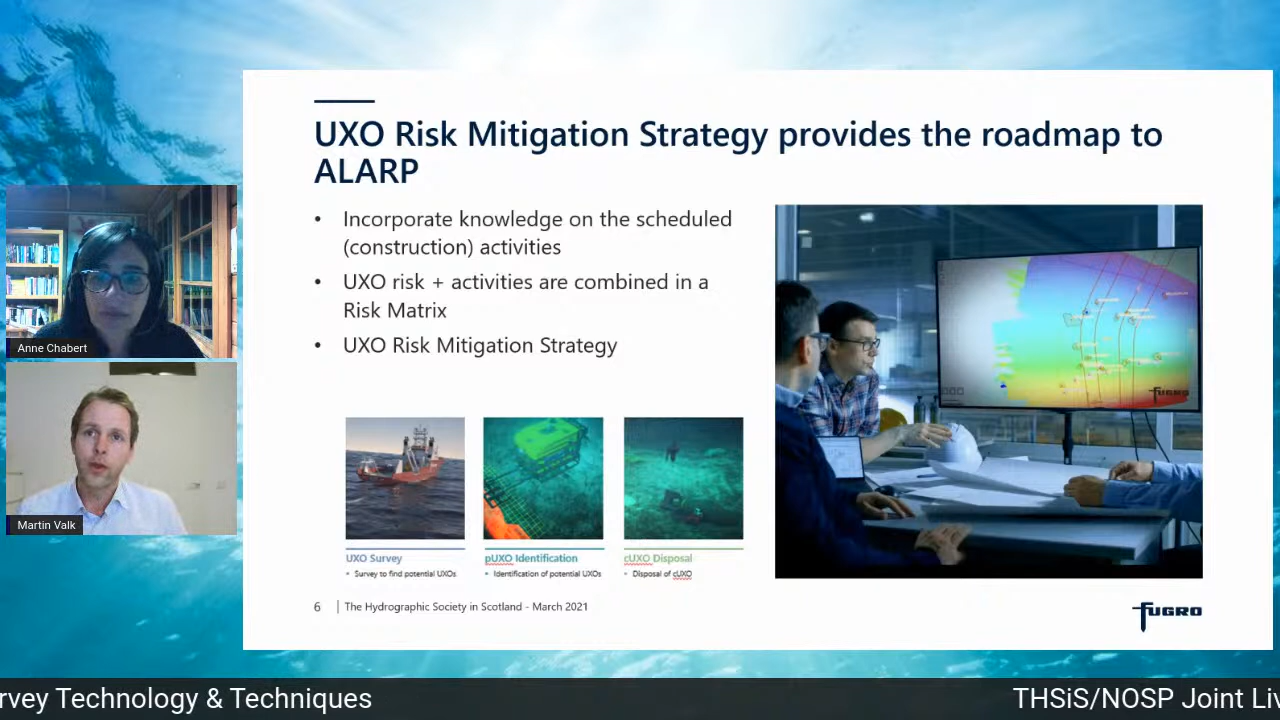 UXO Risk Mitigation Strategy provides the roadmap to
ALARP
• Incorporate knowledge on the scheduled
(construction) activities
• UXO risk + activities are combined in a
Risk Matrix
• UXO Risk Mitigation Strategy
FUGRO
Anne Chabert
Martin Valk
UXO Survey
• Survey to find potential UXOs
pUXO Identification
• Identification of potential UXOs
cUXO Disposal
• Disposal of cUXO
6 | The Hydrographic Society in Scotland - March 2021
FUGRO
rvey Technology & Techniques
THSiS/NOSP Joint Liv